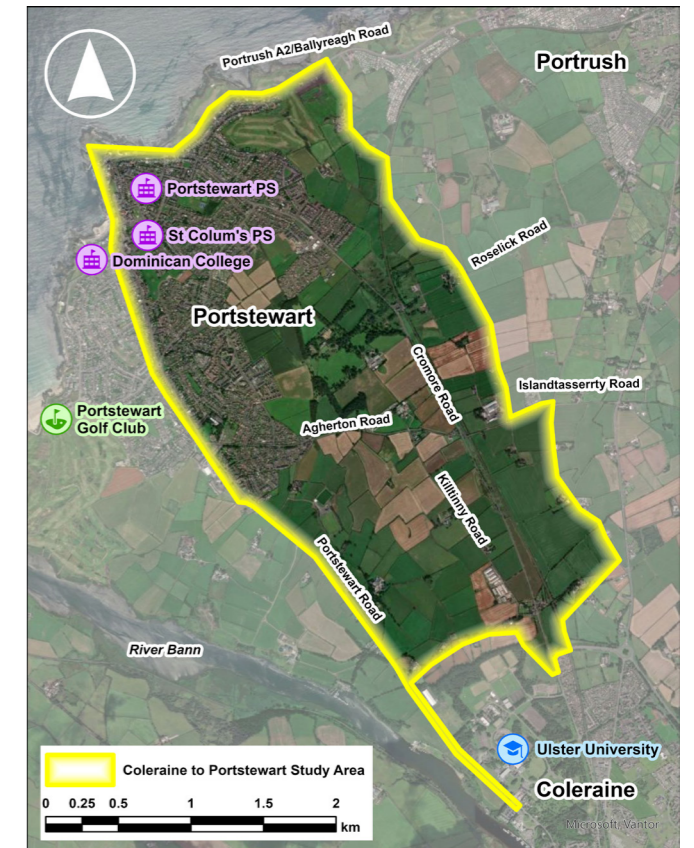 Portrush A2/Ballyreagh Road
Portrush
Portstewart PS
St Colum's PS
Dominican College
Roselick Road
Portstewart
Cromore Road
Islandtasserrty Road
Portstewart
Golf Club
Agherton Road
Killtinny Road
Portstewart Road
River Bann
Ulster University
Coleraine to Portstewart Study Area
Coleraine
0 0.25 0.5 1 1.5 2
km
Microsoft, Vantor